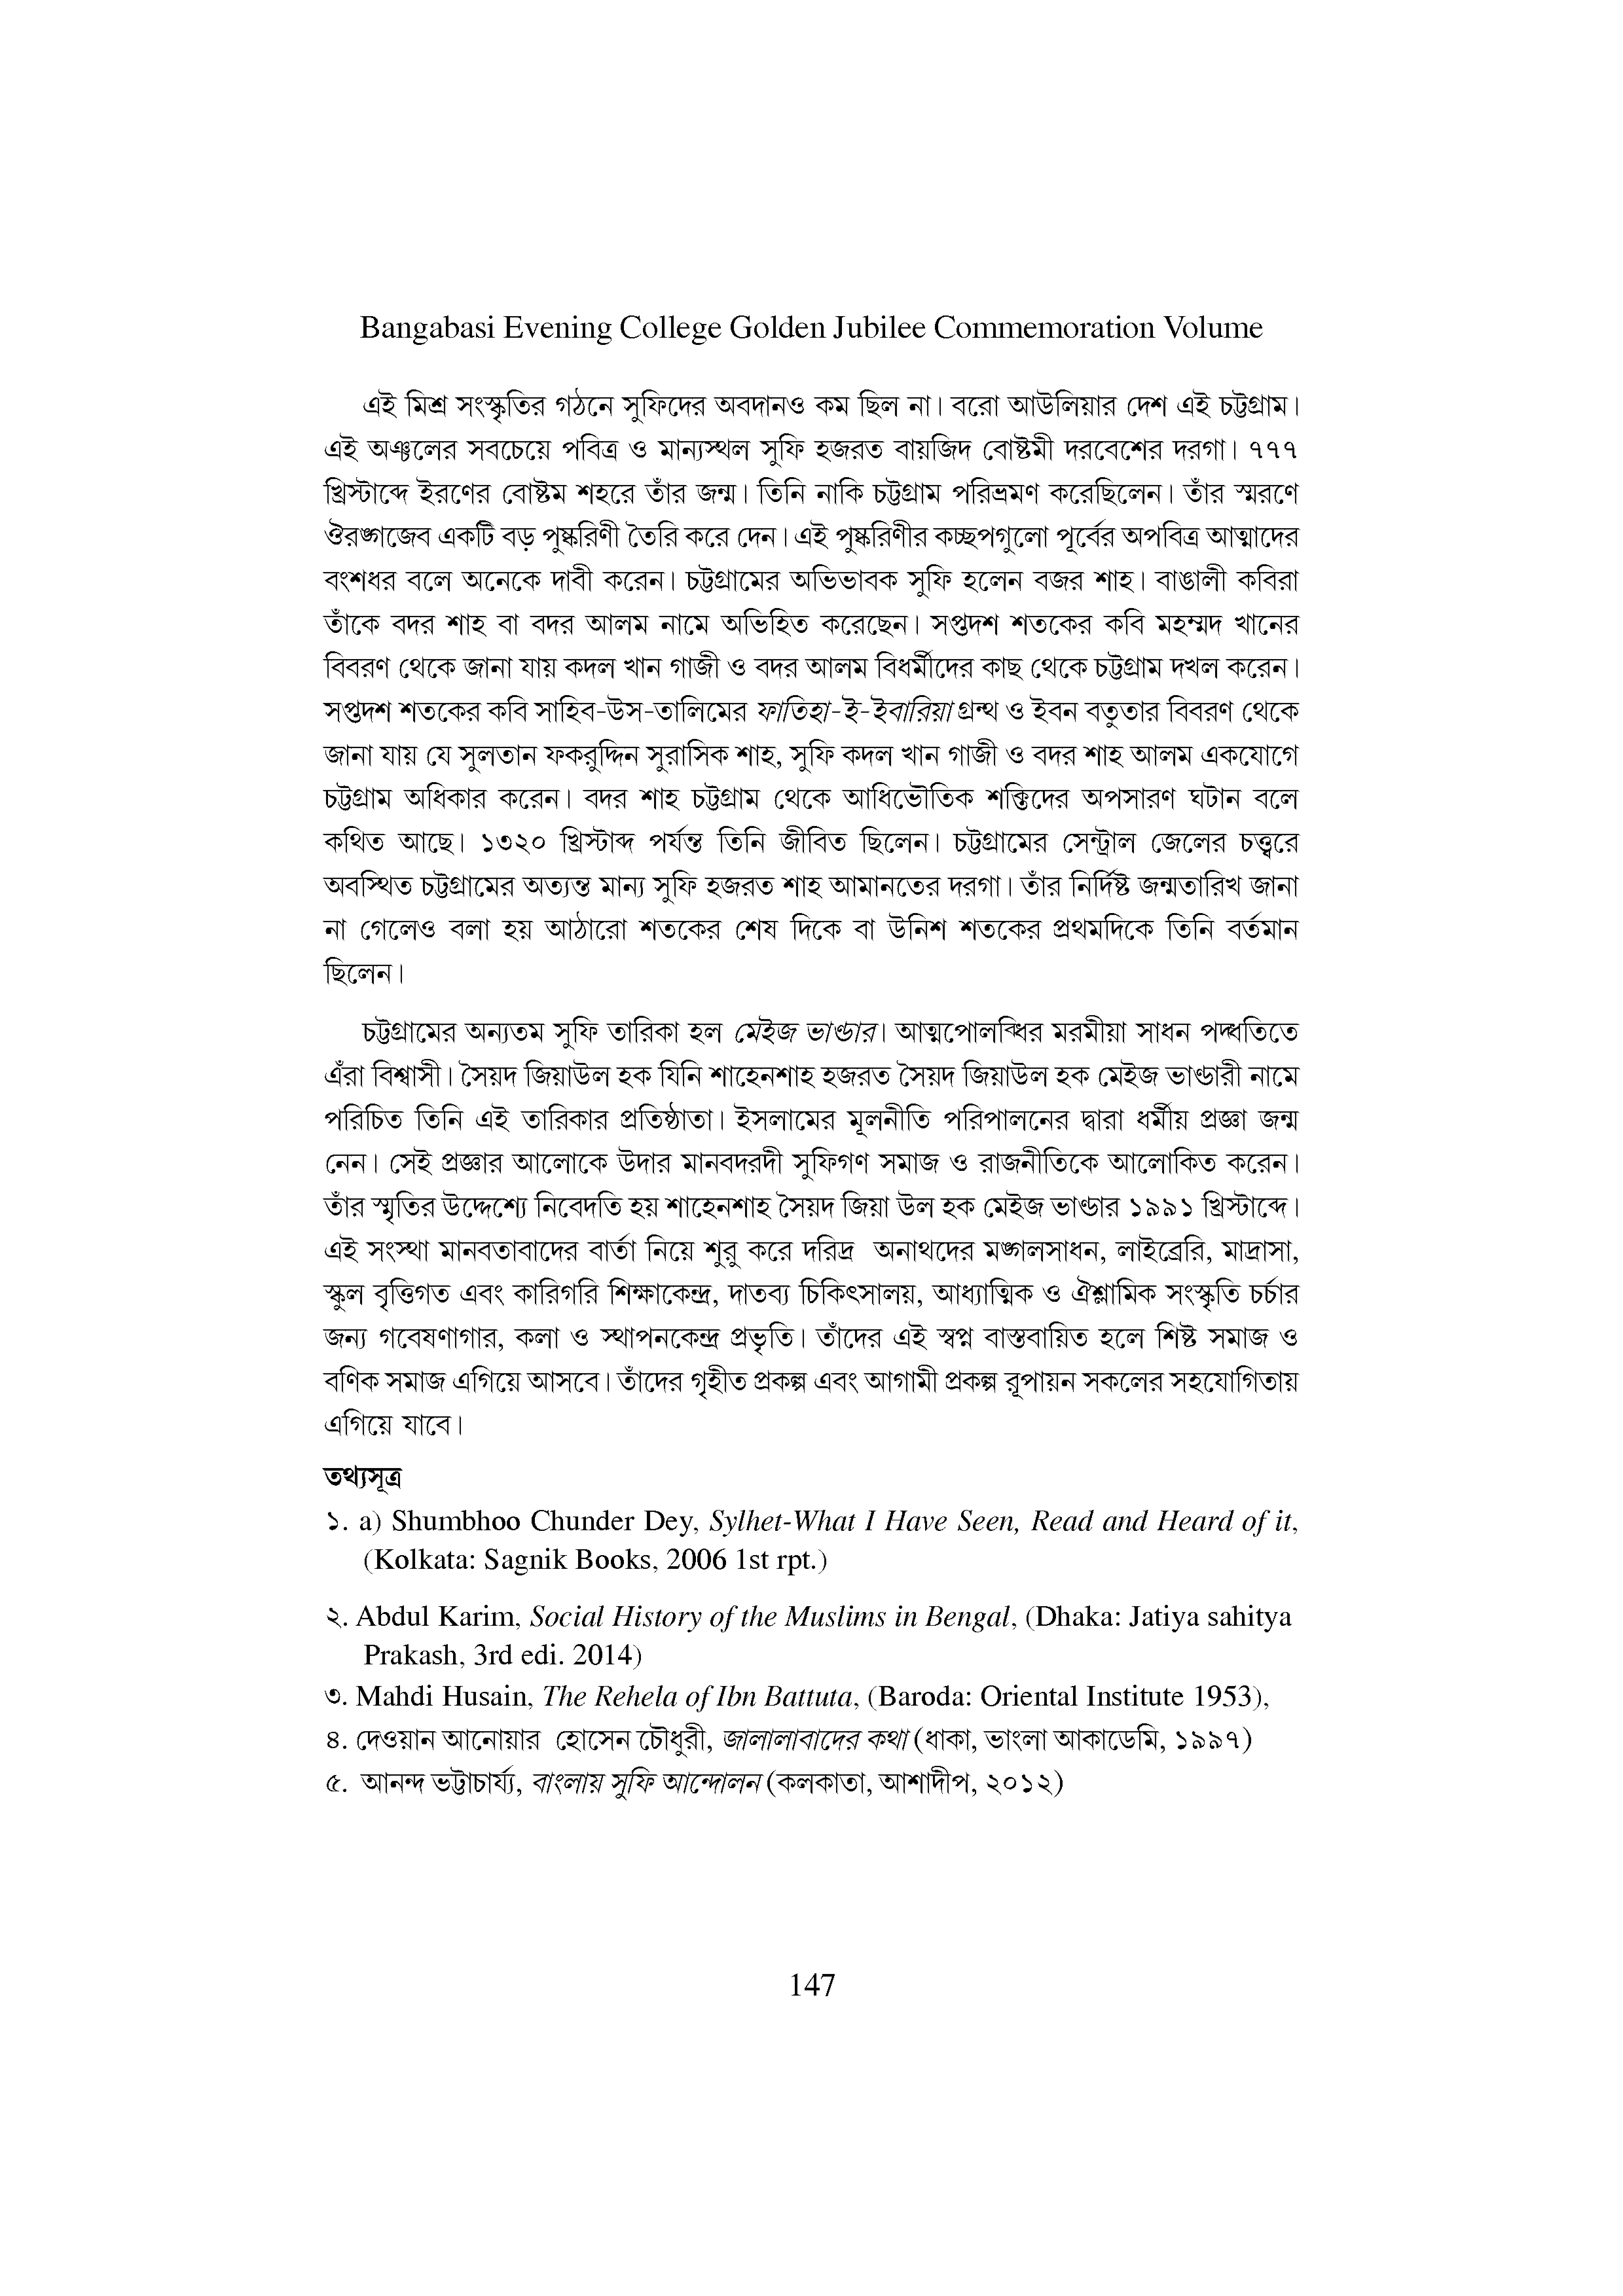 Bangabasi Evening College Golden Jubilee Commemoration Volume
এই মিশ্র সংস্কৃতির গঠনে সুফিদের অবদানও কম ছিল না। বরো আউলিয়ার দেশ এই চট্টগ্রাম।
এই অঞ্চলের সবচেয়ে পবিত্র ও মান্যস্থল সুফি হজরত বায়জিদ বোষ্টমী দরবেশের দরগা। ৭৭৭
খ্রিস্টাব্দে ইরণের বোষ্টম শহরে তাঁর জন্ম। তিনি নাকি চট্টগ্রাম পরিভ্রমণ করেছিলেন। তাঁর স্মরণে
ঔরঙ্গজেব একটি বড় পুষ্করিণী তৈরি করে দেন। এই পুষ্করিণীর কচ্ছপগুলো পূর্বের অপবিত্র আত্মাদের
বংশধর বলে অনেকে দাবী করেন। চট্টগ্রামের অভিভাবক সুফি হলেন বজর শাহ। বাঙালী কবিরা
তাঁকে বদর শাহ বা বদর আলম নামে অভিহিত করেছেন। সপ্তদশ শতকের কবি মহম্মদ খানের
বিবরণ থেকে জানা যায় কদল খান গাজী ও বদর আলম বিধর্মীদের কাছ থেকে চট্টগ্রাম দখল করেন।
সপ্তদশ শতকের কবি সাহিব-উস-তালিমের ফাতিহা-ই-ইবারিয়া গ্রন্থ ও ইবন বতুতার বিবরণ থেকে
জানা যায় যে সুলতান ফকরুদ্দিন সুরাসিক শাহ, সুফি কদল খান গাজী ও বদর শাহ আলম একযোগে
চট্টগ্রাম অধিকার করেন। বদর শাহ চট্টগ্রাম থেকে আধিভৌতিক শক্তিদের অপসারণ ঘটান বলে
কথিত আছে। ১৩২০ খ্রিস্টাব্দ পর্যন্ত তিনি জীবিত ছিলেন। চট্টগ্রামের সেন্ট্রাল জেলের চত্ত্বরে
অবস্থিত চট্টগ্রামের অত্যন্ত মান্য সুফি হজরত শাহ আমানতের দরগা। তাঁর নির্দিষ্ট জন্মতারিখ জানা
না গেলেও বলা হয় আঠারো শতকের শেষ দিকে বা উনিশ শতকের প্রথমদিকে তিনি বর্তমান
ছিলেন।
চট্টগ্রামের অন্যতম সুফি তারিকা হল মেইজ ভাণ্ডার। আত্মপোলব্ধির মরমীয়া সাধন পদ্ধতিতে
এঁরা বিশ্বাসী। সৈয়দ জিয়াউল হক যিনি শাহেনশাহ হজরত সৈয়দ জিয়াউল হক মেইজ ভাণ্ডারী নামে
পরিচিত তিনি এই তারিকার প্রতিষ্ঠাতা। ইসলামের মূলনীতি পরিপালনের দ্বারা ধর্মীয় প্রজ্ঞা জন্ম
নেন। সেই প্রজ্ঞার আলোকে উদার মানবদরদী সুফিগণ সমাজ ও রাজনীতিকে আলোকিত করেন।
তাঁর স্মৃতির উদ্দেশ্যে নিবেদতি হয় শাহেনশাহ সৈয়দ জিয়া উল হক মেইজ ভাণ্ডার ১৯৯১ খ্রিস্টাব্দে।
এই সংস্থা মানবতাবাদের বার্তা নিয়ে শুরু করে দরিদ্র অনাথদের মঙ্গলসাধন, লাইব্রেরি, মাদ্রাসা,
স্কুল বৃত্তিগত এবং কারিগরি শিক্ষাকেন্দ্র, দাতব্য চিকিৎসালয়, আধ্যাত্মিক ও ঐশ্লামিক সংস্কৃতি চর্চার
জন্য গবেষণাগার, কলা ও স্থাপনকেন্দ্র প্রভৃতি। তাঁদের এই স্বপ্ন বাস্তবায়িত হলে শিষ্ট সমাজ ও
বণিক সমাজ এগিয়ে আসবে। তাঁদের গৃহীত প্রকল্প এবং আগামী প্রকল্প রূপায়ন সকলের সহযোগিতায়
এগিয়ে যাবে।
তথ্যসূত্র
১. a) Shumbhoo Chunder Dey, Sylhet-What I Have Seen, Read and Heard of it,
(Kolkata: Sagnik Books, 2006 1st rpt.)
২. Abdul Karim, Social History of the Muslims in Bengal, (Dhaka: Jatiya sahitya
Prakash, 3rd edi. 2014)
৩. Mahdi Husain, The Rehela of Ibn Battuta, (Baroda: Oriental Institute 1953),
৪. দেওয়ান আনোয়ার হোসেন চৌধুরী, জালালাবাদের কথা (ধাকা, ভাংলা আকাডেমি, ১৯৯৭)
৫. আনন্দ ভট্টাচার্য্য, বাংলায় সুফি আন্দোলন (কলকাতা, আশাদীপ, ২০১২)
147